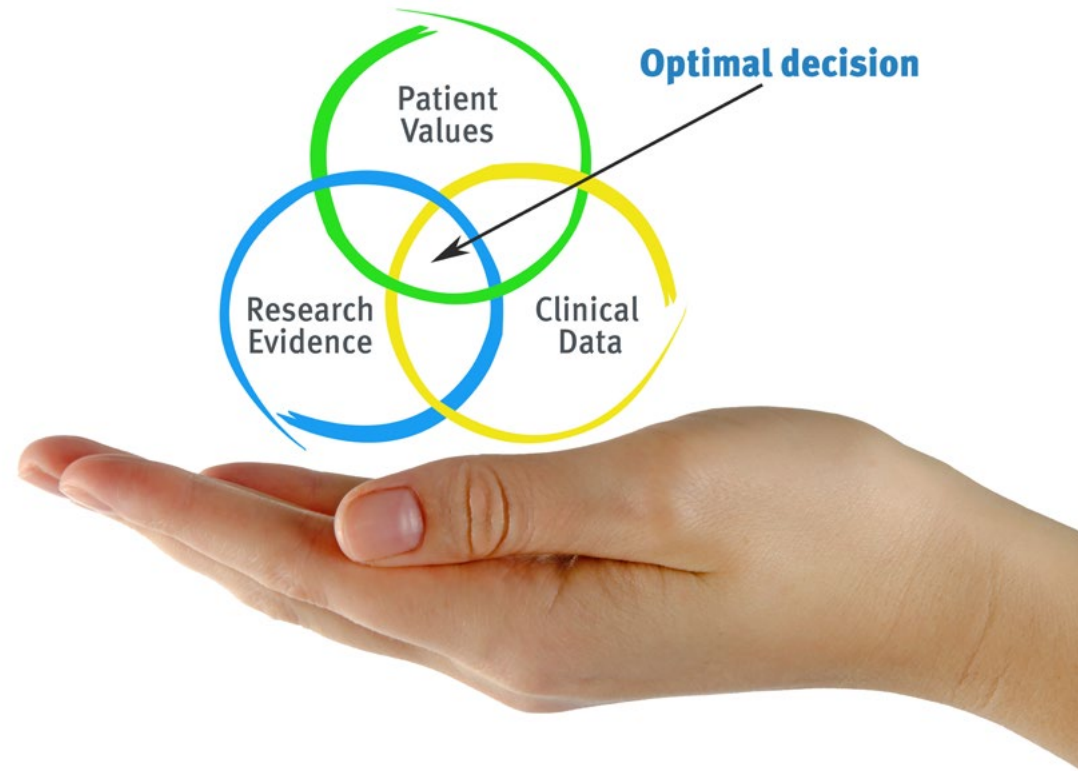 Optimal decision
Patient
Values
Research
Evidence
Clinical
Data